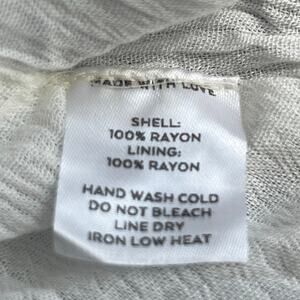 MADE WITH LOVE
SHELL:
100% RAYON
LINING:
100% RAYON
HAND WASH COLD
DO NOT BLEACH
LINE DRY
IRON LOW HEAT